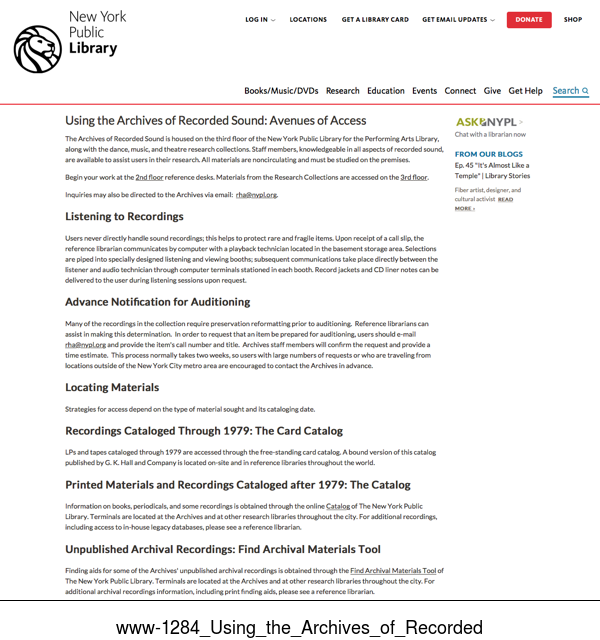 New York
Public
Library
LOG IN
LOCATIONS
GET A LIBRARY CARD
GET EMAIL UPDATES
DONATE
SHOP
Books/Music/DVDs Research Education Events Connect Give Get Help Search
Using the Archives of Recorded Sound: Avenues of Access
The Archives of Recorded Sound is housed on the third floor of the New York Public Library for the Performing Arts Library,
along with the dance, music, and theatre research collections. Staff members, knowledgeable in all aspects of recorded sound,
are available to assist users in their research. All materials are noncirculating and must be studied on the premises.
Begin your work at the 2nd floor reference desks. Materials from the Research Collections are accessed on the 3rd floor.
Inquiries may also be directed to the Archives via email: rha@nypl.org.
Listening to Recordings
Users never directly handle sound recordings; this helps to protect rare and fragile items. Upon receipt of a call slip, the
reference librarian communicates by computer with a playback technician located in the basement storage area. Selections
are piped into specially designed listening and viewing booths; subsequent communications take place directly between the
listener and audio technician through computer terminals stationed in each booth. Record jackets and CD liner notes can be
delivered to the user during listening sessions upon request.
Advance Notification for Auditioning
Many of the recordings in the collection require preservation reformatting prior to auditioning. Reference librarians can
assist in making this determination. In order to request that an item be prepared for auditioning, users should e-mail
rha@nypl.org and provide the item's call number and title. Archives staff members will confirm the request and provide a
time estimate. This process normally takes two weeks, so users with large numbers of requests or who are traveling from
locations outside of the New York City metro area are encouraged to contact the Archives in advance.
Locating Materials
Strategies for access depend on the type of material sought and its cataloging date.
Recordings Cataloged Through 1979: The Card Catalog
LPs and tapes cataloged through 1979 are accessed through the free-standing card catalog. A bound version of this catalog
published by G. K. Hall and Company is located on-site and in reference libraries throughout the world.
Printed Materials and Recordings Cataloged after 1979: The Catalog
Information on books, periodicals, and some recordings is obtained through the online Catalog of The New York Public
Library. Terminals are located at the Archives and at other research libraries throughout the city. For additional recordings,
including access to in-house legacy databases, please see a reference librarian.
Unpublished Archival Recordings: Find Archival Materials Tool
Finding aids for some of the Archives' unpublished archival recordings is obtained through the Find Archival Materials Tool of
The New York Public Library. Terminals are located at the Archives and at other research libraries throughout the city. For
additional archival recordings information, including print finding aids, please see a reference librarian.
ASK NYPL >
Chat with a librarian now
FROM OUR BLOGS
Ep. 45 "It's Almost Like a
Temple" | Library Stories
Fiber artist, designer, and
cultural activist READ
MORE ›
www-1284_Using_the_Archives_of_Recorded